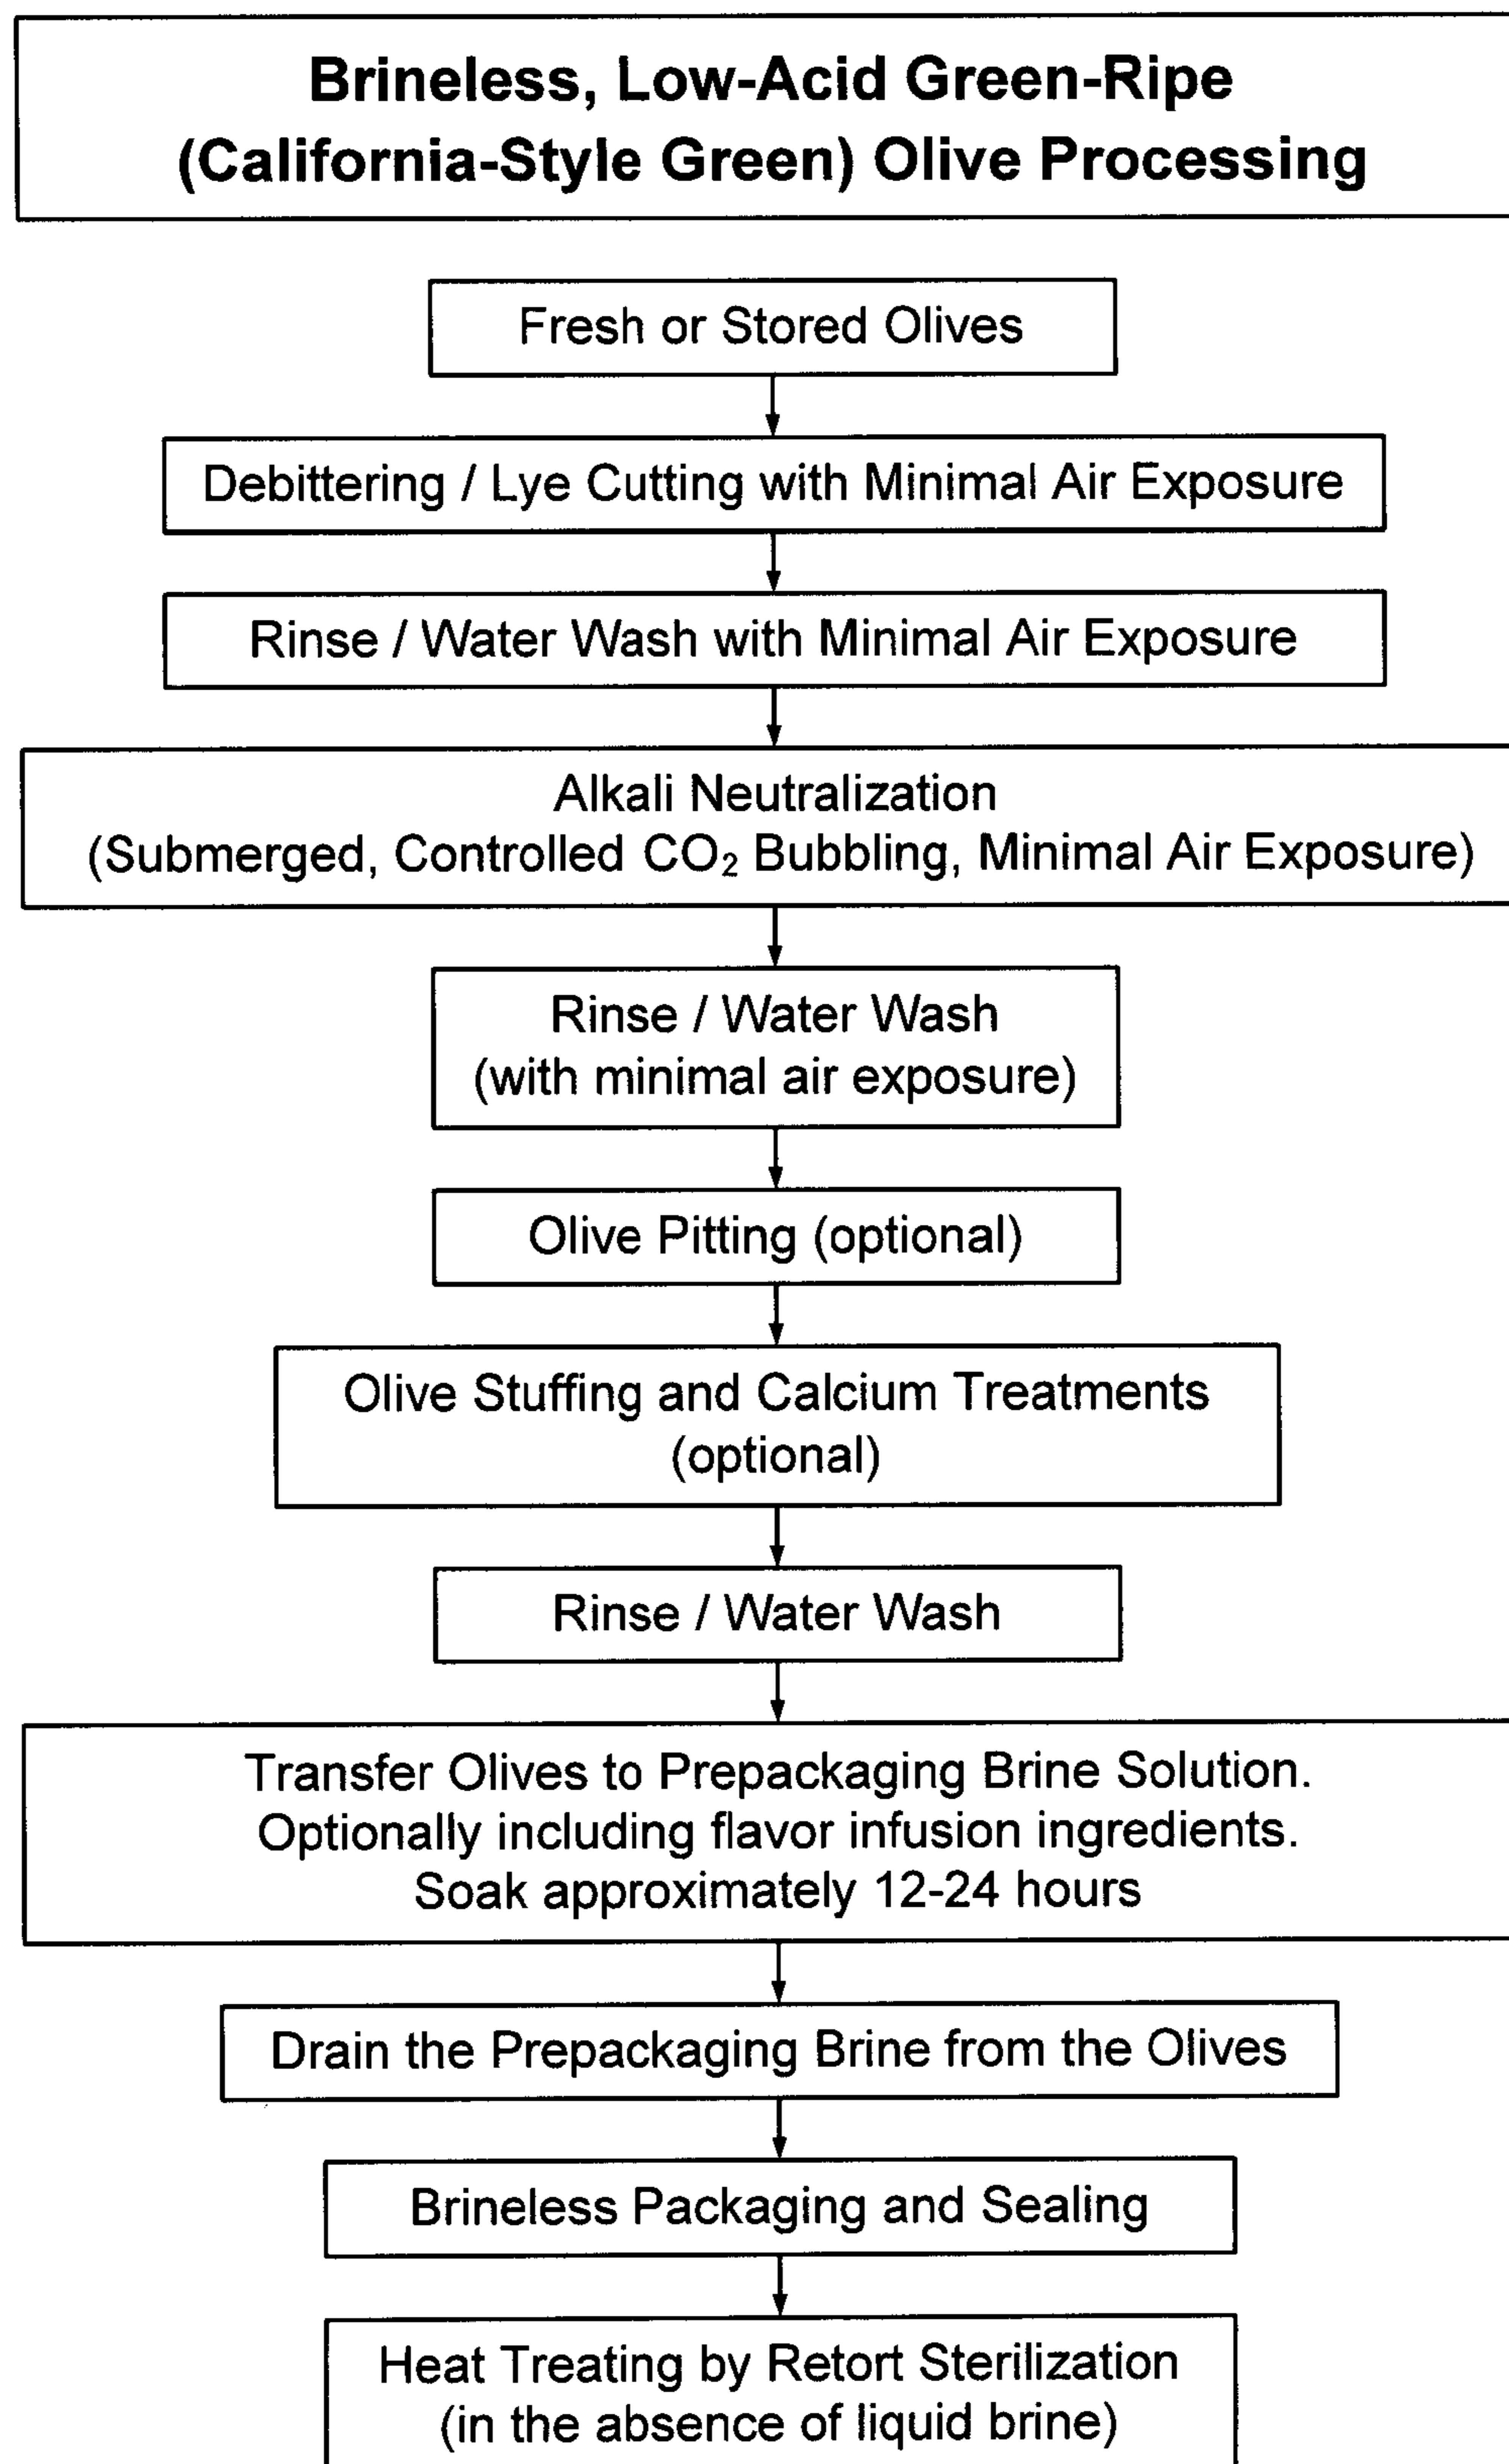 Brineless, Low-Acid Green-Ripe
(California-Style Green) Olive Processing
Fresh or Stored Olives
Debittering / Lye Cutting with Minimal Air Exposure
Rinse / Water Wash with Minimal Air Exposure
Alkali Neutralization
(Submerged, Controlled CO₂ Bubbling, Minimal Air Exposure)
Rinse / Water Wash
(with minimal air exposure)
Olive Pitting (optional)
Olive Stuffing and Calcium Treatments
(optional)
Rinse / Water Wash
Transfer Olives to Prepackaging Brine Solution.
Optionally including flavor infusion ingredients.
Soak approximately 12-24 hours
Drain the Prepackaging Brine from the Olives
Brineless Packaging and Sealing
Heat Treating by Retort Sterilization
(in the absence of liquid brine)